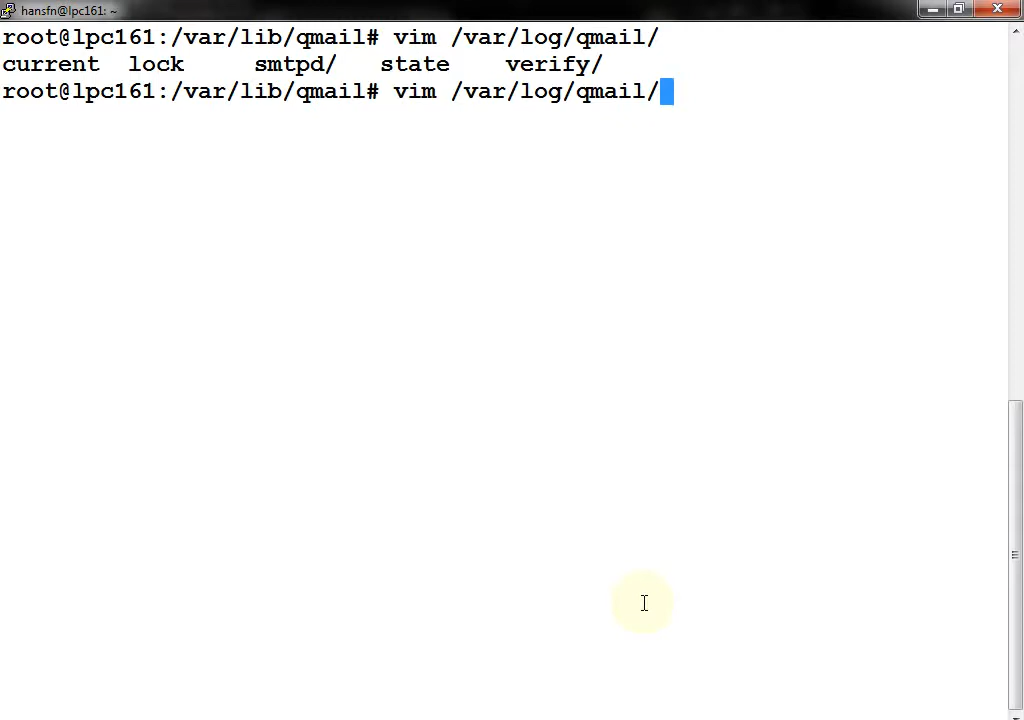 hansfn@lpc161: ~
root@lpc161:/var/lib/qmail# vim /var/log/qmail/
current  lock     smtpd/   state    verify/
root@lpc161:/var/lib/qmail# vim /var/log/qmail/